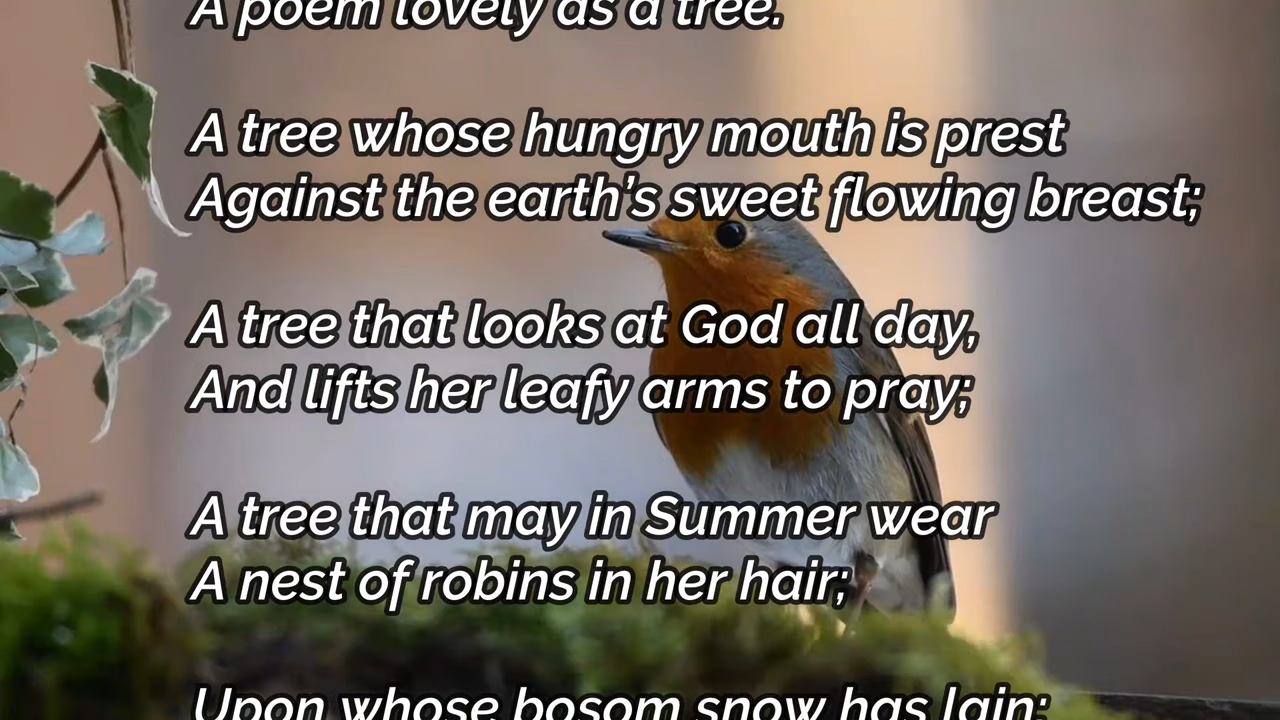 A poem lovely as a tree.
A tree whose hungry mouth is prest
Against the earth’s sweet flowing breast;
A tree that looks at God all day,
And lifts her leafy arms to pray;
A tree that may in Summer wear
A nest of robins in her hair;
Upon whose bosom snow has lain;